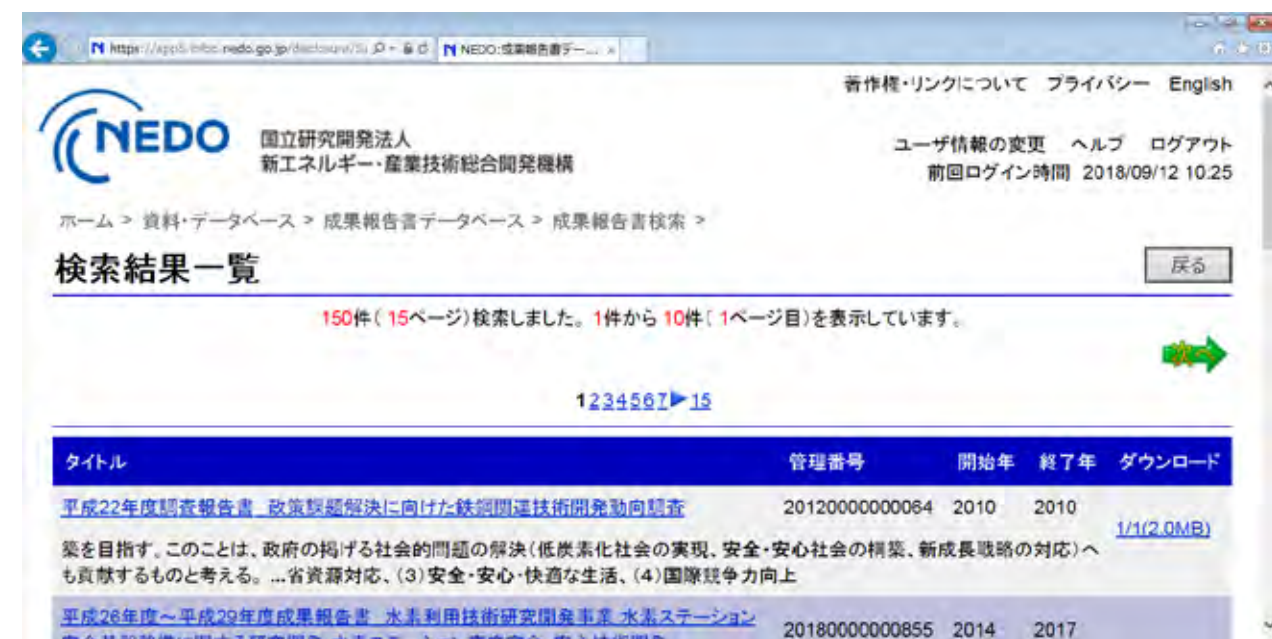 NEDO:成果報告書デー...
著作権・リンクについて プライバシー English
NEDO
国立研究開発法人
新エネルギー・産業技術総合開発機構
ユーザ情報の変更 ヘルプ ログアウト
前回ログイン時間 2018/09/12 10:25
ホーム > 資料・データベース > 成果報告書データベース > 成果報告書検索 >
検索結果一覧
戻る
150件( 15ページ)検索しました。1件から 10件( 1ページ目)を表示しています。
次へ
1 2 3 4 5 6 7 ▶ 15
タイトル 管理番号 開始年 終了年 ダウンロード
平成22年度調査報告書 政策課題解決に向けた鉄鋼関連技術開発動向調査 20120000000064 2010 2010 1/1(2.0MB)
築を目指す。このことは、政府の掲げる社会的問題の解決(低炭素化社会の実現、安全・安心社会の構築、新成長戦略の対応)へ
も貢献するものと考える。...省資源対応、(3)安全・安心・快適な生活、(4)国際競争力向上
平成26年度~平成29年度成果報告書 水素利用技術研究開発事業 水素ステーション
20180000000855 2014 2017